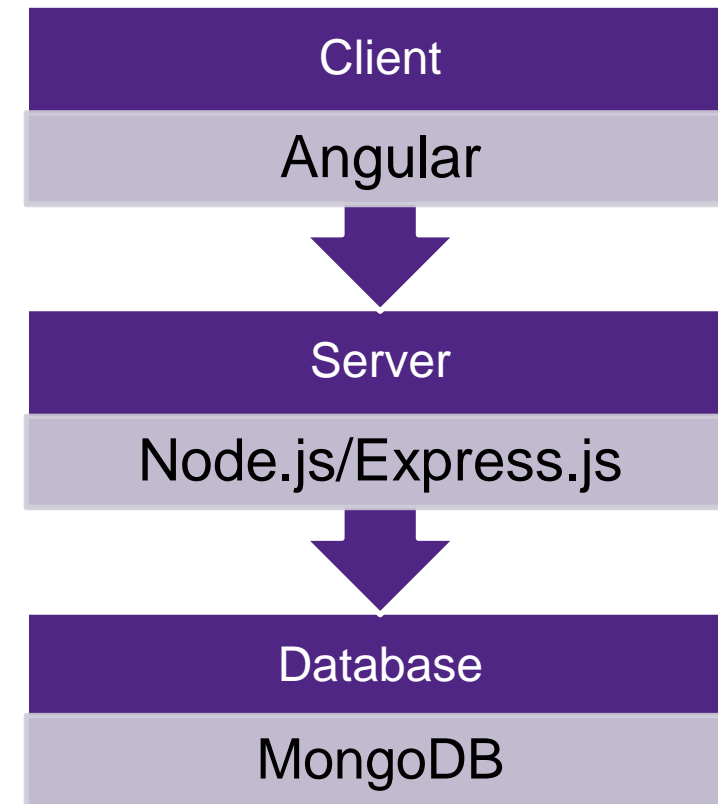 Client
Angular
Server
Node.js/Express.js
Database
MongoDB